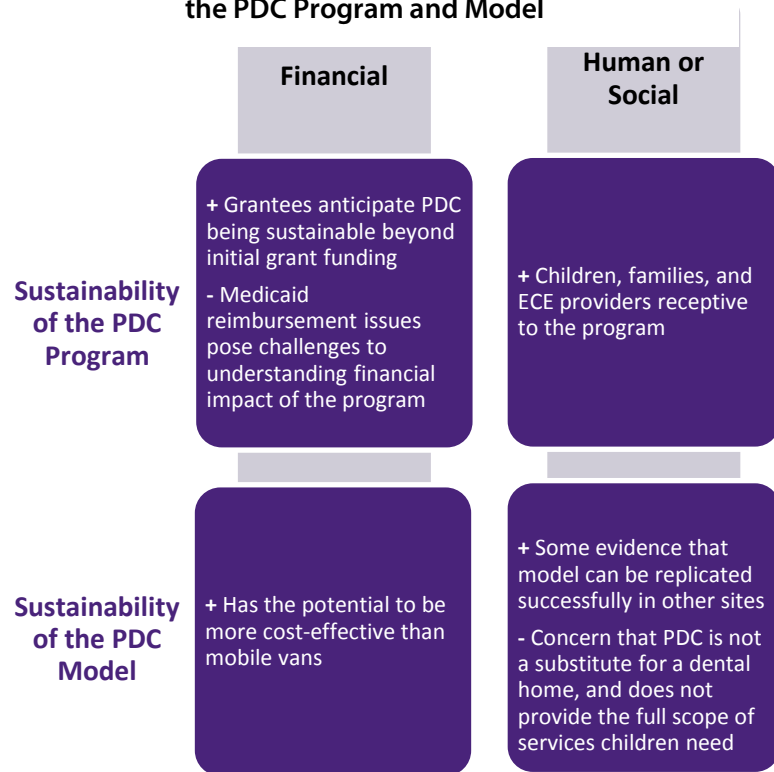 the PDC Program and Model
Financial
Human or
Social
Sustainability
of the PDC
Program
+ Grantees anticipate PDC
being sustainable beyond
initial grant funding
- Medicaid
reimbursement issues
pose challenges to
understanding financial
impact of the program
+ Children, families, and
ECE providers receptive
to the program
Sustainability
of the PDC
Model
+ Has the potential to be
more cost-effective than
mobile vans
+ Some evidence that
model can be replicated
successfully in other sites
- Concern that PDC is not
a substitute for a dental
home, and does not
provide the full scope of
services children need